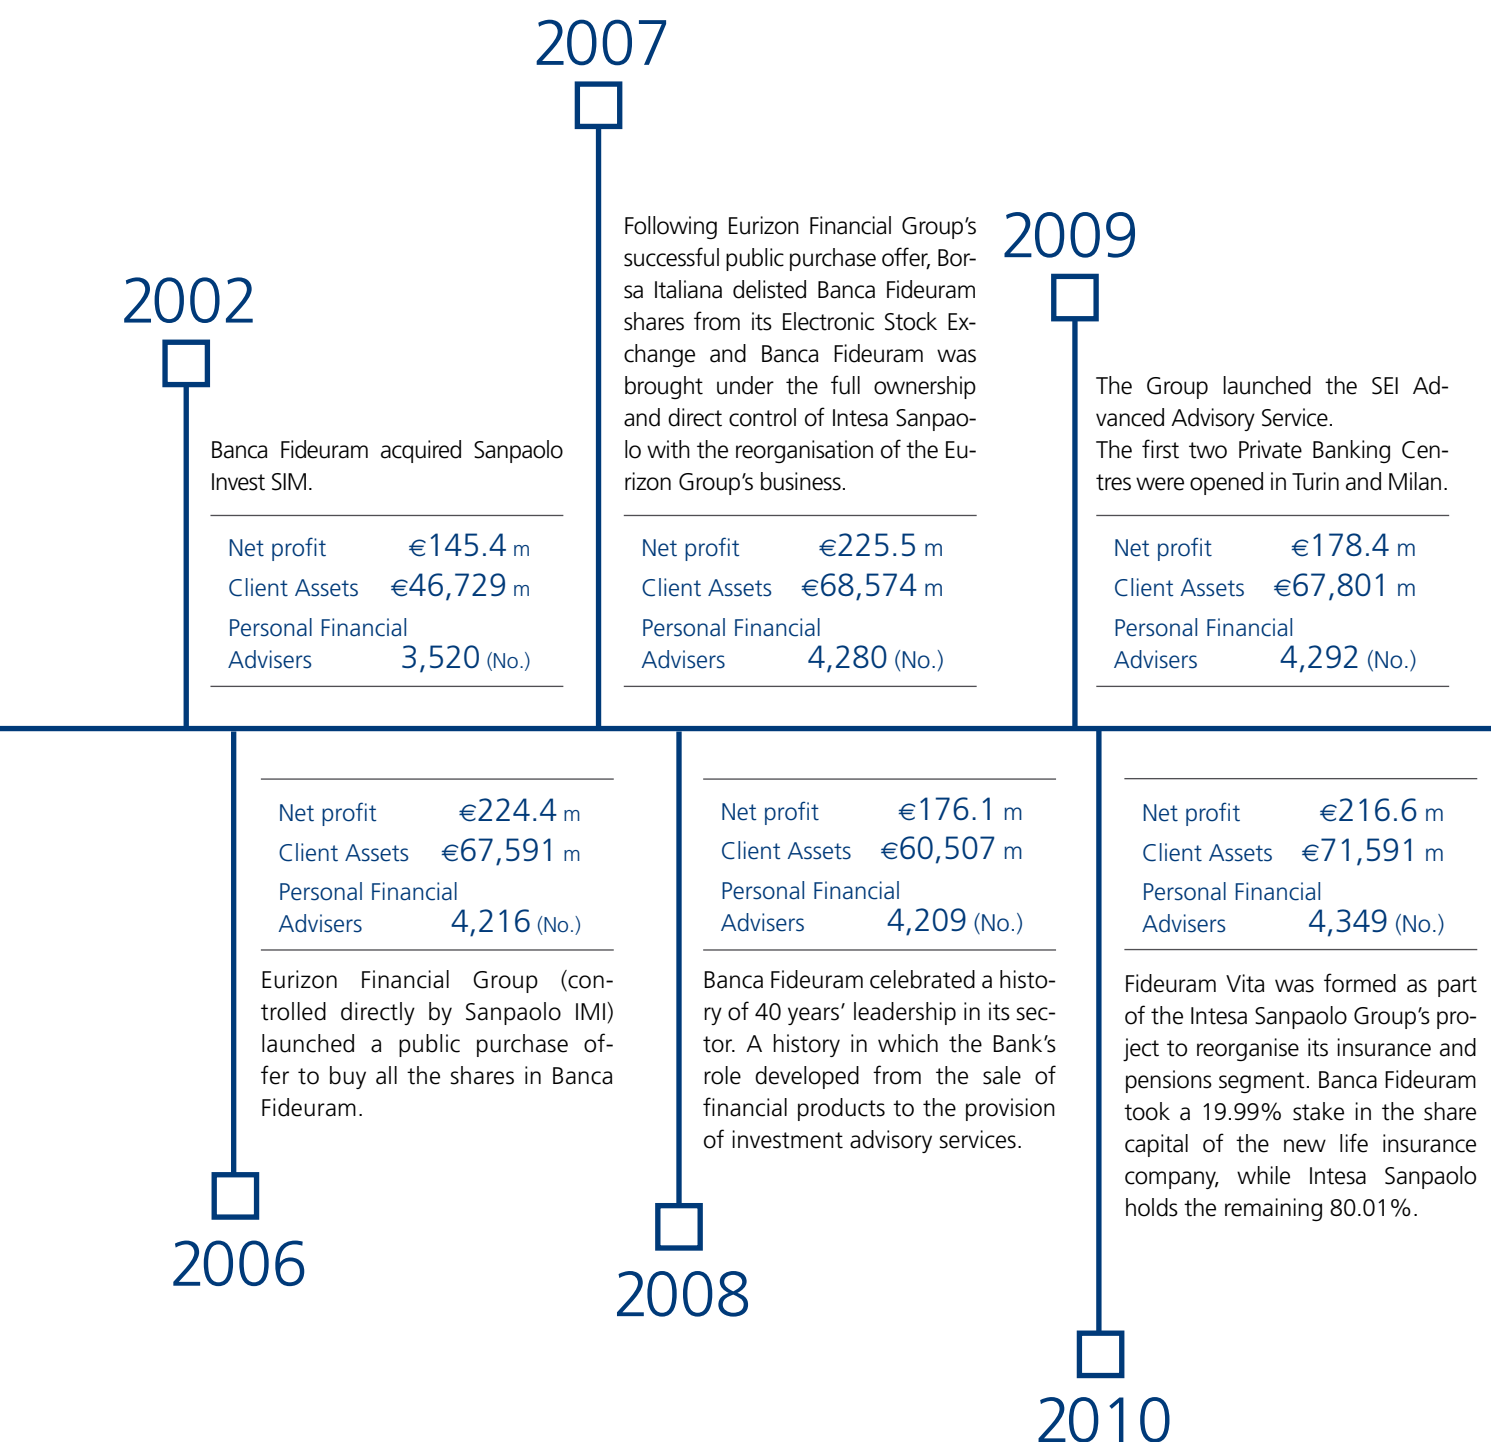 2007
Following Eurizon Financial Group's
successful public purchase offer, Bor-
sa Italiana delisted Banca Fideuram
shares from its Electronic Stock Ex-
change and Banca Fideuram was
brought under the full ownership
and direct control of Intesa Sanpao-
lo with the reorganisation of the Eu-
rizon Group's business.
Net profit €225.5 m
Client Assets €68,574 m
Personal Financial
Advisers 4,280 (No.)
2009
The Group launched the SEI Ad-
vanced Advisory Service.
The first two Private Banking Cen-
tres were opened in Turin and Milan.
Net profit €178.4 m
Client Assets €67,801 m
Personal Financial
Advisers 4,292 (No.)
2002
Banca Fideuram acquired Sanpaolo
Invest SIM.
Net profit €145.4 m
Client Assets €46,729 m
Personal Financial
Advisers 3,520 (No.)
Net profit €224.4 m
Client Assets €67,591 m
Personal Financial
Advisers 4,216 (No.)
Eurizon Financial Group (con-
trolled directly by Sanpaolo IMI)
launched a public purchase of-
fer to buy all the shares in Banca
Fideuram.
2006
Net profit €176.1 m
Client Assets €60,507 m
Personal Financial
Advisers 4,209 (No.)
Banca Fideuram celebrated a histo-
ry of 40 years' leadership in its sec-
tor. A history in which the Bank's
role developed from the sale of
financial products to the provision
of investment advisory services.
2008
Net profit €216.6 m
Client Assets €71,591 m
Personal Financial
Advisers 4,349 (No.)
Fideuram Vita was formed as part
of the Intesa Sanpaolo Group's pro-
ject to reorganise its insurance and
pensions segment. Banca Fideuram
took a 19.99% stake in the share
capital of the new life insurance
company, while Intesa Sanpaolo
holds the remaining 80.01%.
2010